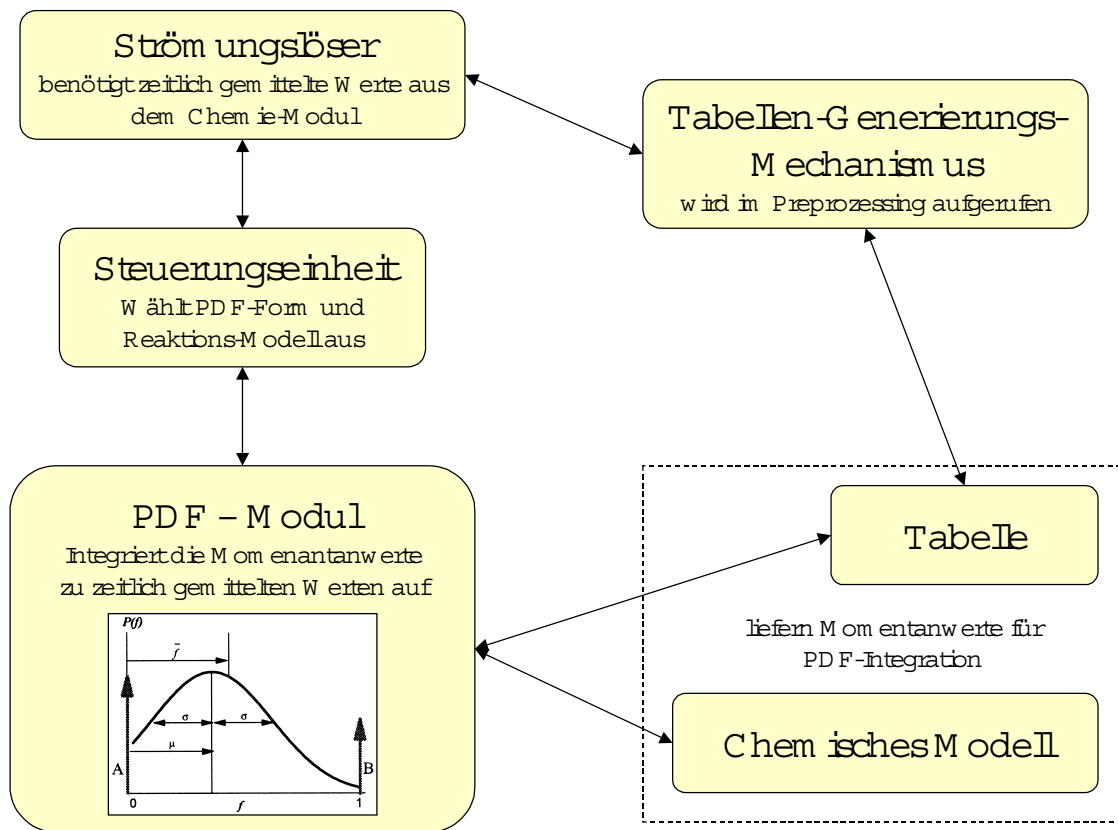 Strömungslöser
benötigt zeitlich gemittelte Werte aus
dem Chemie-Modul
Tabellen-Generierungs-
Mechanismus
wird im Preprozessing aufgerufen
Steuerungseinheit
Wählt PDF-Form und
Reaktions-Modell aus
PDF – Modul
Integriert die Momenantanwerte
zu zeitlich gemittelten Werten auf
P(f)
f̄
σ σ
μ
A B
0 f 1
Tabelle
liefern Momentanwerte für
PDF-Integration
Chemisches Modell